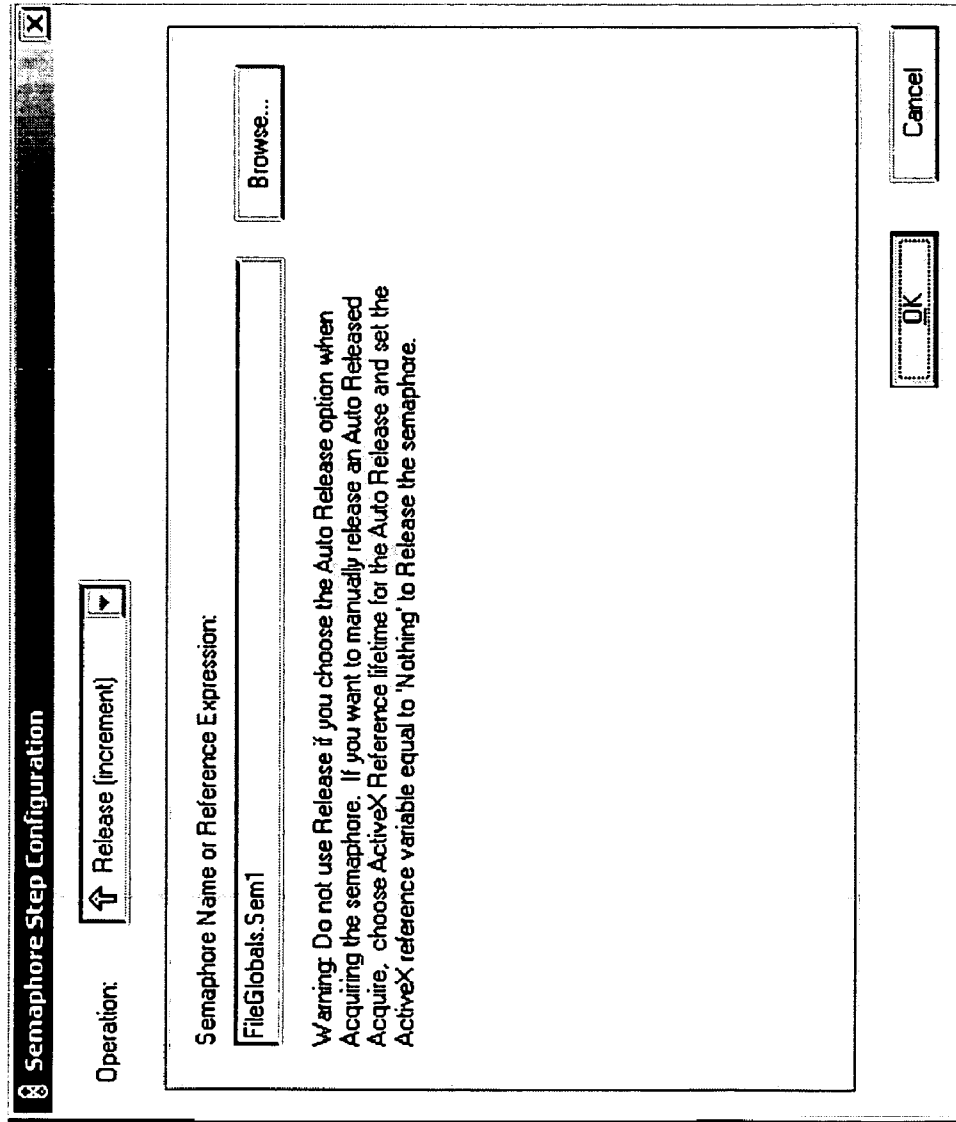 Semaphore Step Configuration
Operation:
Release (increment)
Semaphore Name or Reference Expression:
FileGlobals.Sem1
Browse...
Warning: Do not use Release if you choose the Auto Release option when
Acquiring the semaphore. If you want to manually release an Auto Released
Acquire, choose ActiveX Reference lifetime for the Auto Release and set the
ActiveX reference variable equal to 'Nothing' to Release the semaphore.
OK
Cancel